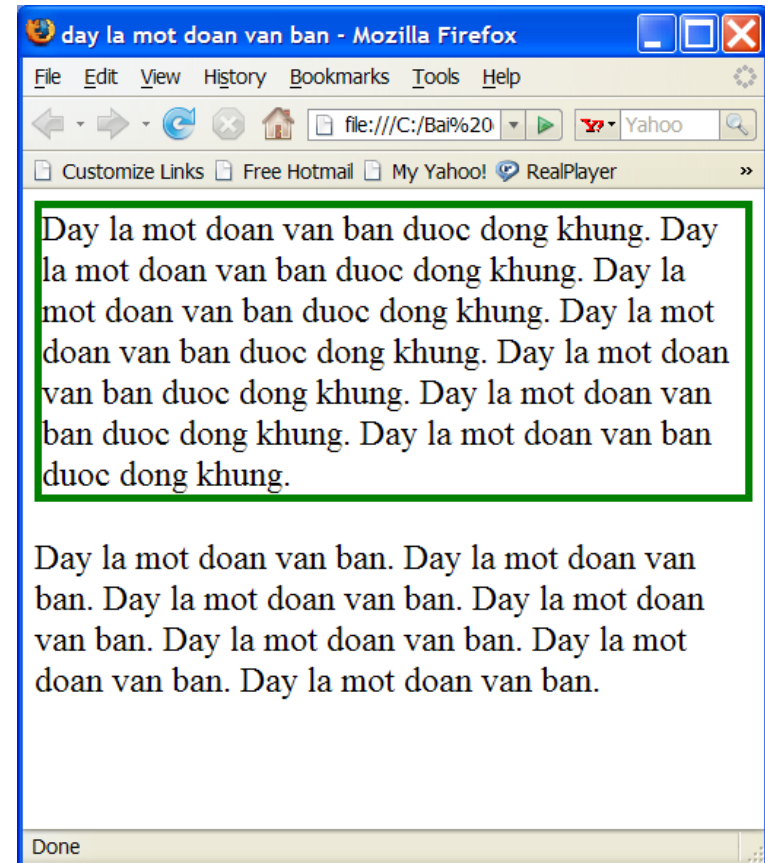 day la mot doan van ban - Mozilla Firefox
File Edit View History Bookmarks Tools Help
file:///C:/Bai%20 Yahoo
Customize Links Free Hotmail My Yahoo! RealPlayer »
Day la mot doan van ban duoc dong khung. Day
la mot doan van ban duoc dong khung. Day la
mot doan van ban duoc dong khung. Day la mot
doan van ban duoc dong khung. Day la mot doan
van ban duoc dong khung. Day la mot doan van
ban duoc dong khung. Day la mot doan van ban
duoc dong khung.
Day la mot doan van ban. Day la mot doan van
ban. Day la mot doan van ban. Day la mot doan
van ban. Day la mot doan van ban. Day la mot
doan van ban. Day la mot doan van ban.
Done